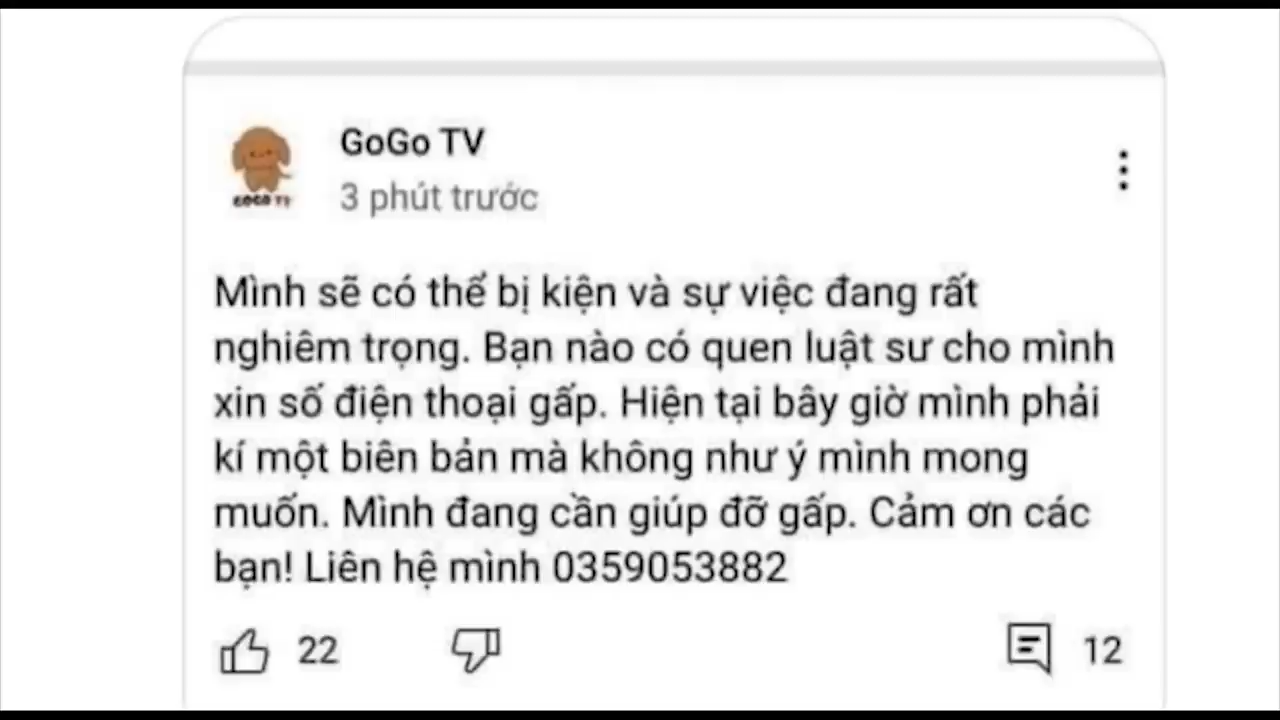 GoGo TV
GOGO TV
3 phút trước
Mình sẽ có thể bị kiện và sự việc đang rất
nghiêm trọng. Bạn nào có quen luật sư cho mình
xin số điện thoại gấp. Hiện tại bây giờ mình phải
kí một biên bản mà không như ý mình mong
muốn. Mình đang cần giúp đỡ gấp. Cảm ơn các
bạn! Liên hệ mình 0359053882
22
12